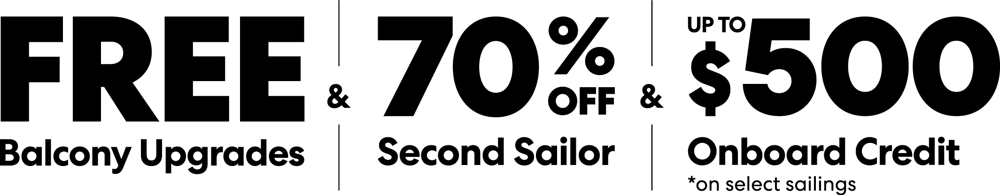 FREE
Balcony Upgrades
&
70% OFF
Second Sailor
&
UP TO
$500
Onboard Credit
*on select sailings